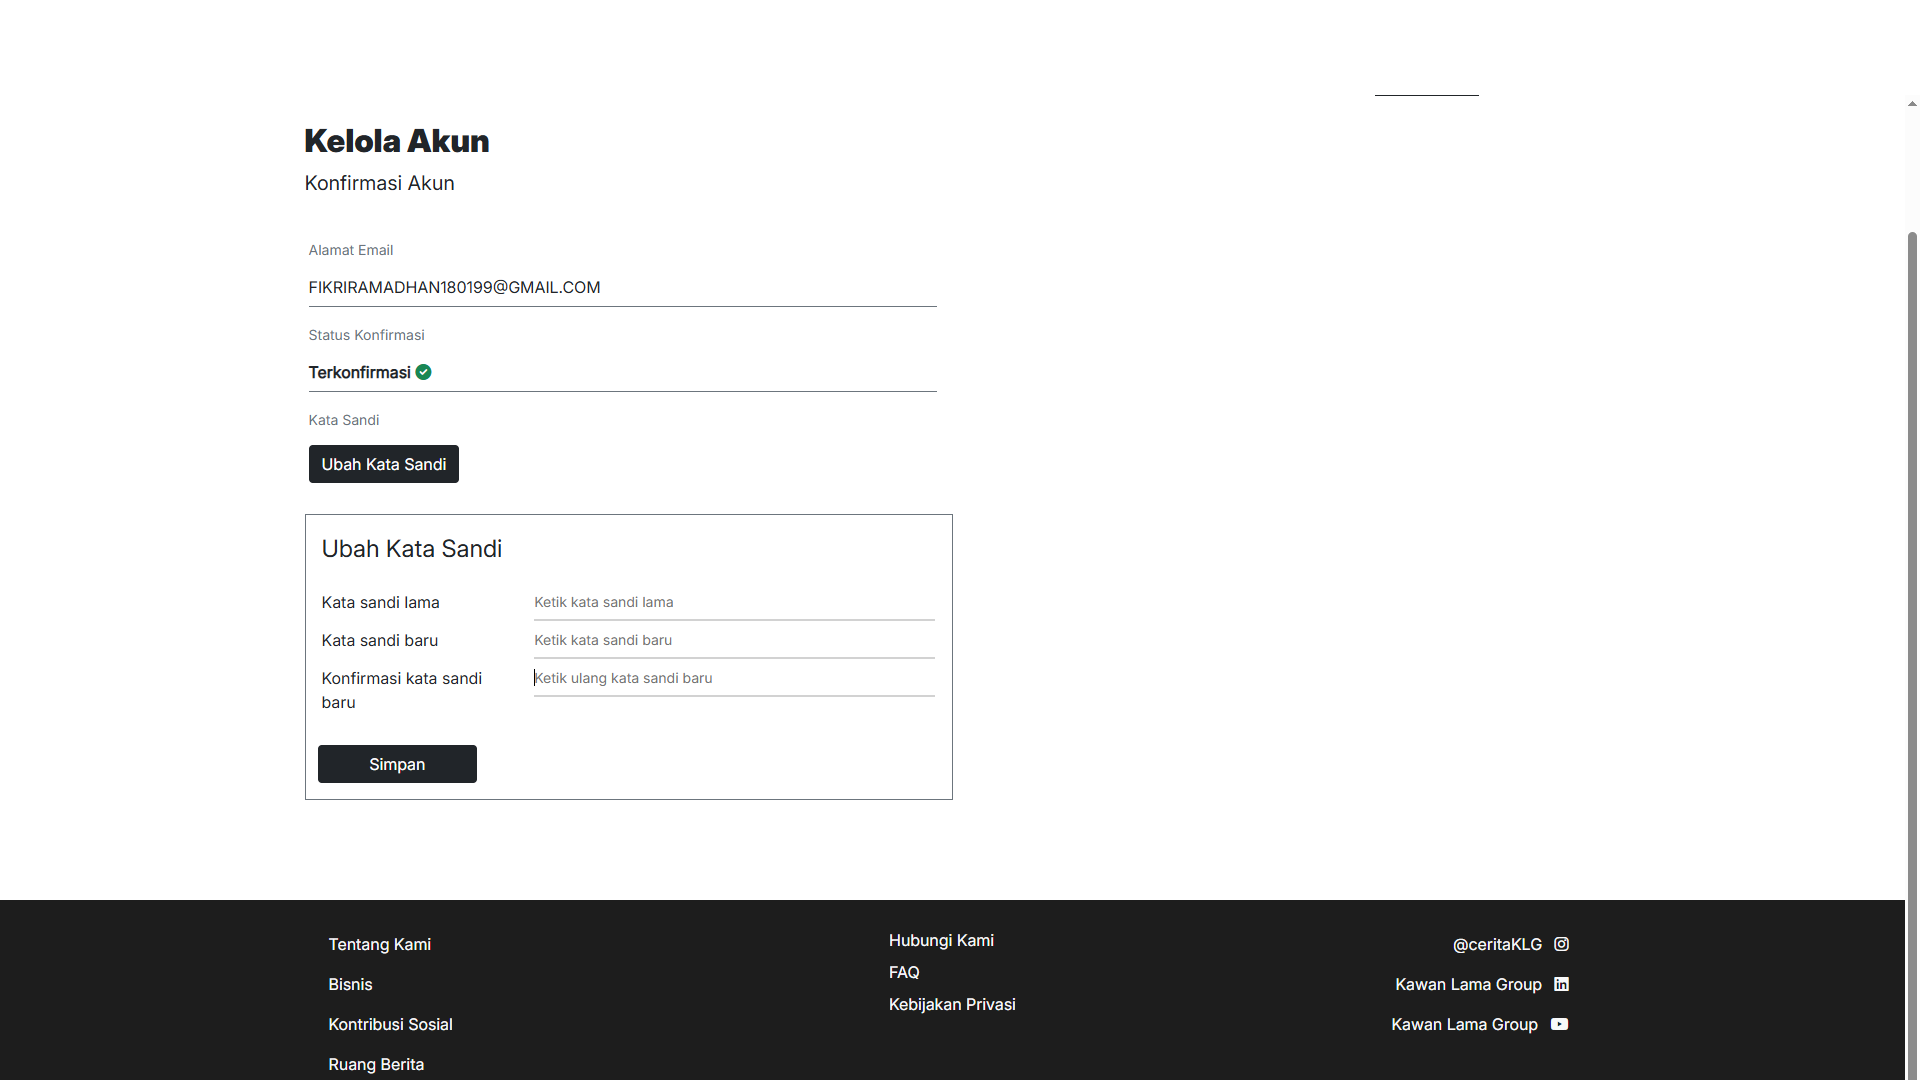 Kelola Akun
Konfirmasi Akun
Alamat Email
FIKRIRAMADHAN180199@GMAIL.COM
Status Konfirmasi
Terkonfirmasi
Kata Sandi
Ubah Kata Sandi
Ubah Kata Sandi
Kata sandi lama
Ketik kata sandi lama
Kata sandi baru
Ketik kata sandi baru
Konfirmasi kata sandi
baru
Ketik ulang kata sandi baru
Simpan
Tentang Kami
Bisnis
Kontribusi Sosial
Ruang Berita
Hubungi Kami
FAQ
Kebijakan Privasi
@ceritaKLG
Kawan Lama Group
Kawan Lama Group